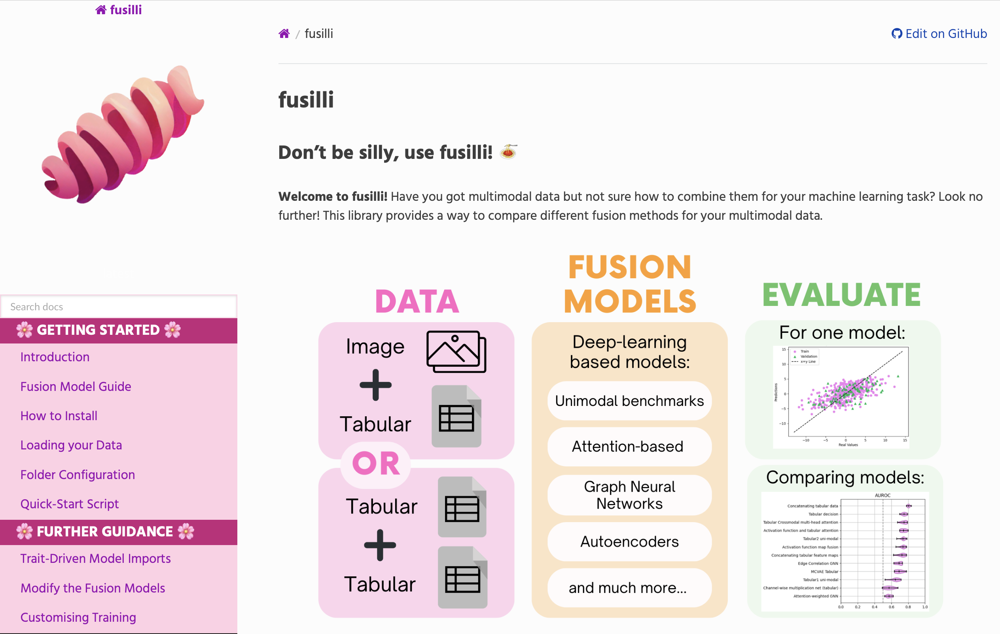 fusilli
/ fusilli
Edit on GitHub
fusilli
Don’t be silly, use fusilli!
Welcome to fusilli! Have you got multimodal data but not sure how to combine them for your machine learning task? Look no
further! This library provides a way to compare different fusion methods for your multimodal data.
Search docs
GETTING STARTED
Introduction
Fusion Model Guide
How to Install
Loading your Data
Folder Configuration
Quick-Start Script
FURTHER GUIDANCE
Trait-Driven Model Imports
Modify the Fusion Models
Customising Training
DATA
Image
Tabular
OR
Tabular
Tabular
FUSION
MODELS
Deep-learning
based models:
Unimodal benchmarks
Attention-based
Graph Neural
Networks
Autoencoders
and much more...
EVALUATE
For one model:
Train
Validation
x=y Line
15
10
5
0
−5
−10
Predictions
−10 −5 0 5 10 15
Real Values
Comparing models:
AUROC
Concatenating tabular data
Tabular decision
Tabular Crossmodal multi-head attention
Activation function and tabular attention
Tabular2 uni-modal
Activation function map fusion
Concatenating tabular feature maps
Edge Correlation GNN
MCVAE Tabular
Tabular1 uni-modal
Channel-wise multiplication net (tabular)
Attention-weighted GNN
0.0 0.2 0.4 0.6 0.8 1.0